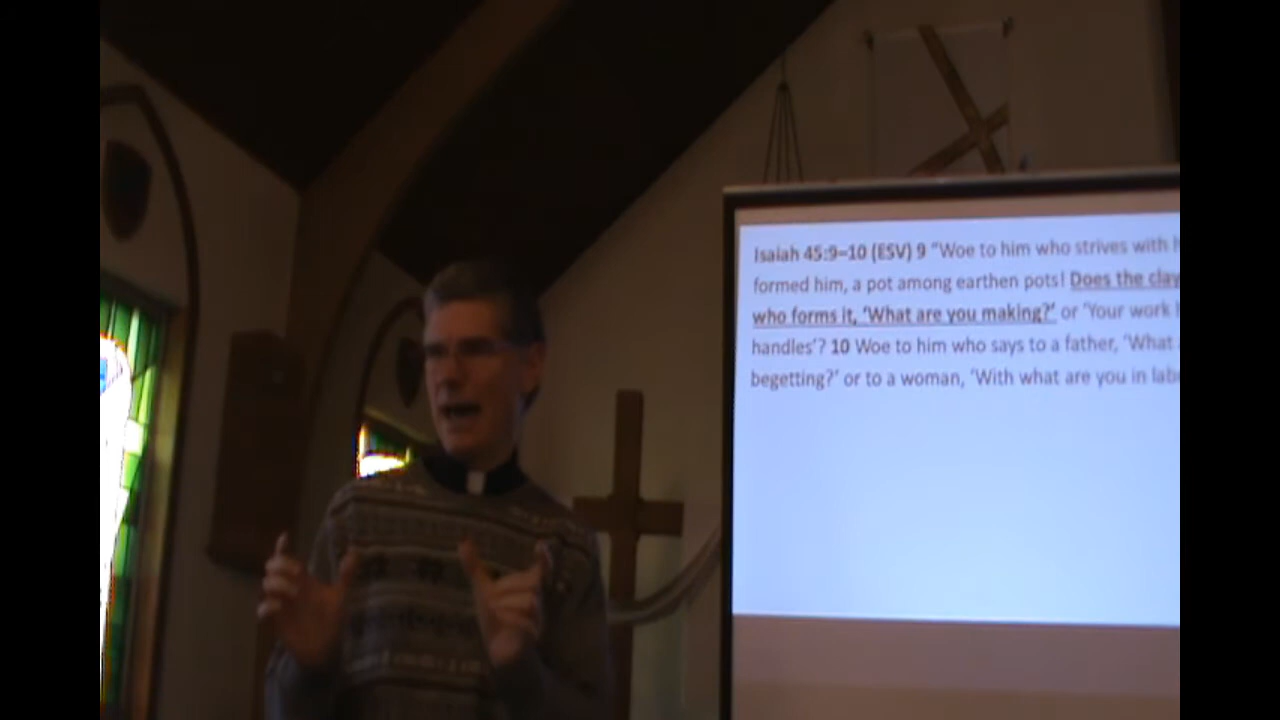 Isaiah 45:9–10 (ESV) 9 “Woe to him who strives with
formed him, a pot among earthen pots! Does the clay
who forms it, ‘What are you making?’ or ‘Your work
handles’? 10 Woe to him who says to a father, ‘What
begetting?’ or to a woman, ‘With what are you in lab